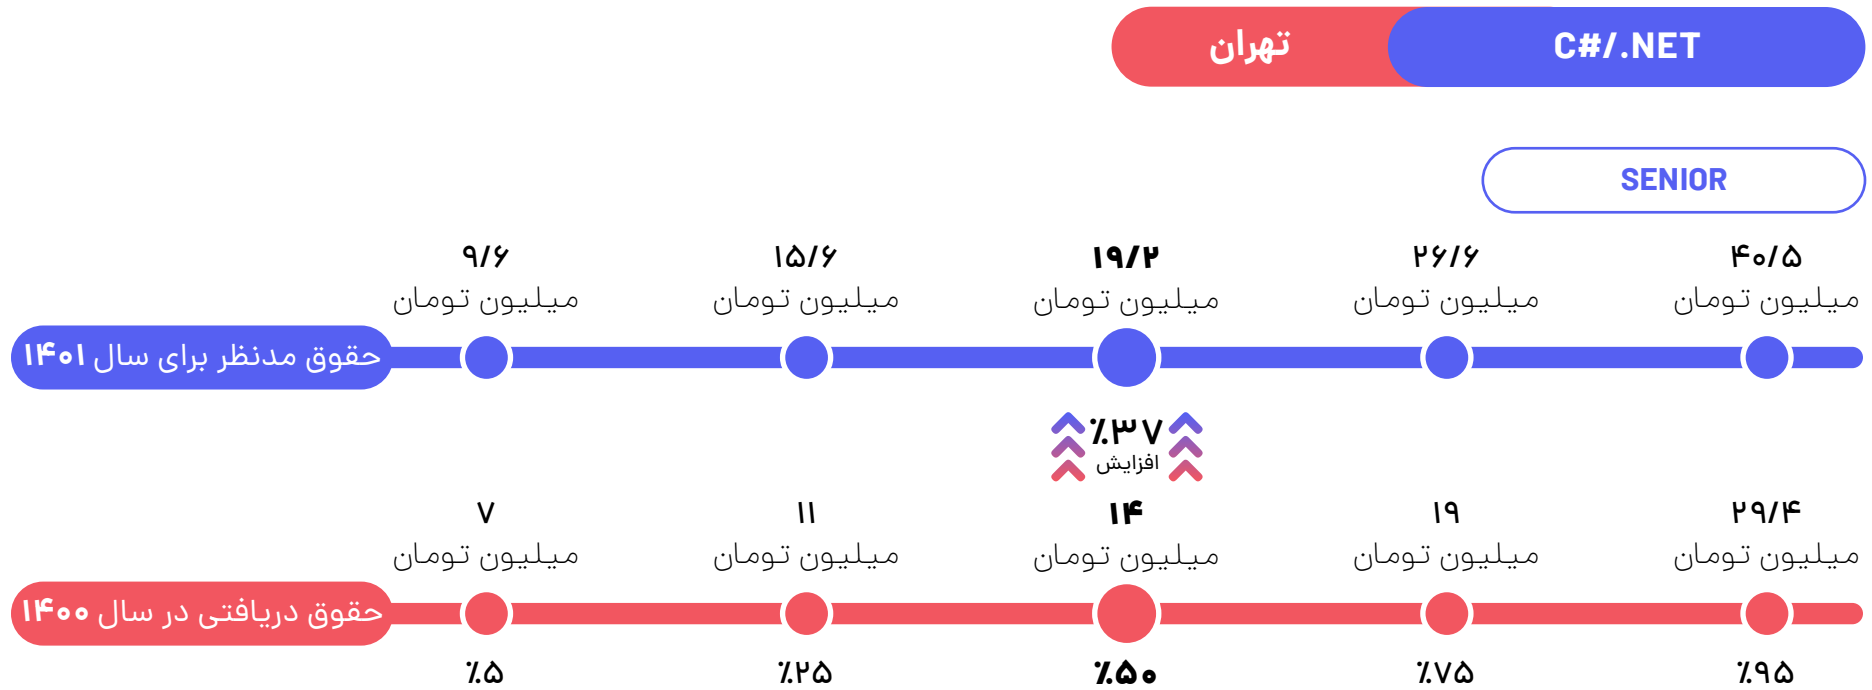 C#/.NET
تهران
SENIOR
۴۰/۵ ۲۶/۶ ۱۹/۲ ۱۵/۶ ۹/۶
میلیون تومان میلیون تومان میلیون تومان میلیون تومان میلیون تومان
حقوق مدنظر برای سال ۱۴۰۱
٪۳۷
افزایش
۲۹/۴ ۱۹ ۱۴ ۱۱ ۷
میلیون تومان میلیون تومان میلیون تومان میلیون تومان میلیون تومان
حقوق دریافتی در سال ۱۴۰۰
٪۹۵ ٪۷۵ ٪۵۰ ٪۲۵ ٪۵